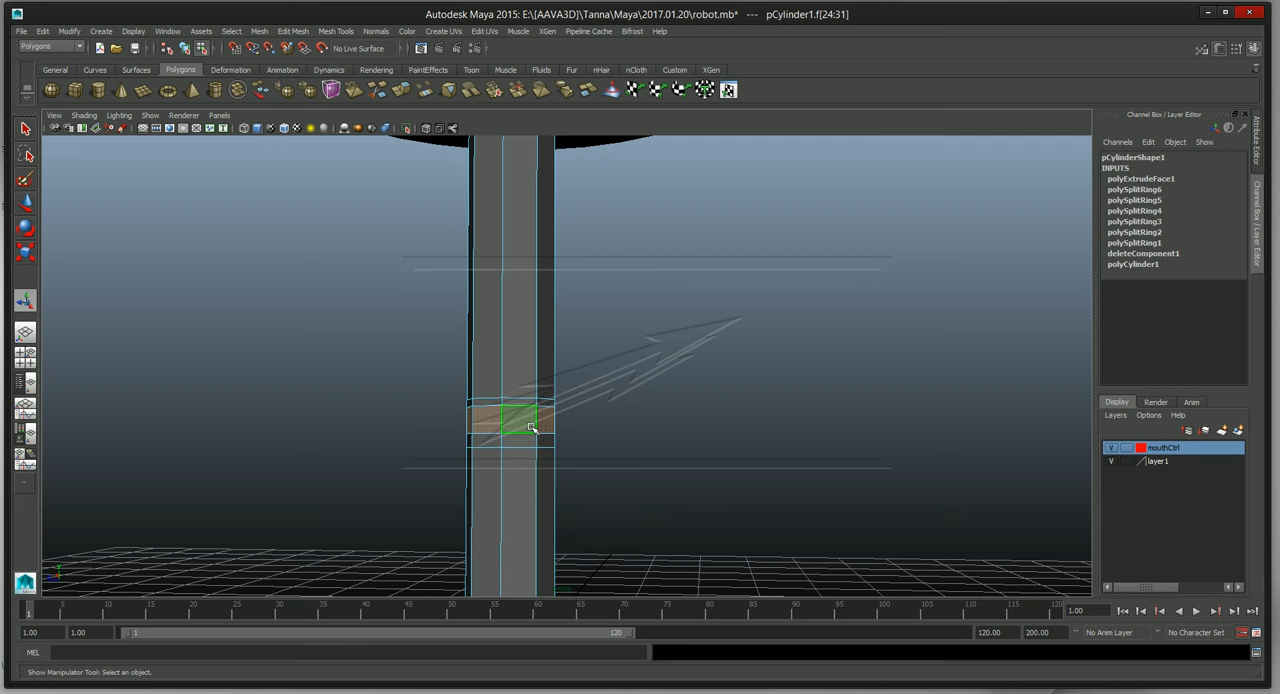 Autodesk Maya 2015: E:\[AAVA3D]\Tanna\Maya\2017.01.20\robot.mb* --- pCylinder1.f[24:31]
File Edit Modify Create Display Window Assets Select Mesh Edit Mesh Mesh Tools Normals Color Create UVs Edit UVs Muscle XGen Pipeline Cache Bifrost Help
Polygons No Live Surface
General Curves Surfaces Polygons Deformation Animation Dynamics Rendering PaintEffects Toon Muscle Fluids Fur nHair nCloth Custom XGen
View Shading Lighting Show Renderer Panels
Channel Box / Layer Editor
Channels Edit Object Show
pCylinderShape1
INPUTS
polyExtrudeFace1
polySplitRing6
polySplitRing5
polySplitRing4
polySplitRing3
polySplitRing2
polySplitRing1
deleteComponent1
polyCylinder1
Attribute Editor
Channel Box / Layer Editor
Display Render Anim
Layers Options Help
V mouthCtrl
V layer1
1 5 10 15 20 25 30 35 40 45 50 55 60 65 70 75 80 85 90 95 100 105 110 115 120 1.00
1.00 1.00 1 120 120.00 200.00 No Anim Layer No Character Set
MEL
Show Manipulator Tool: Select an object.